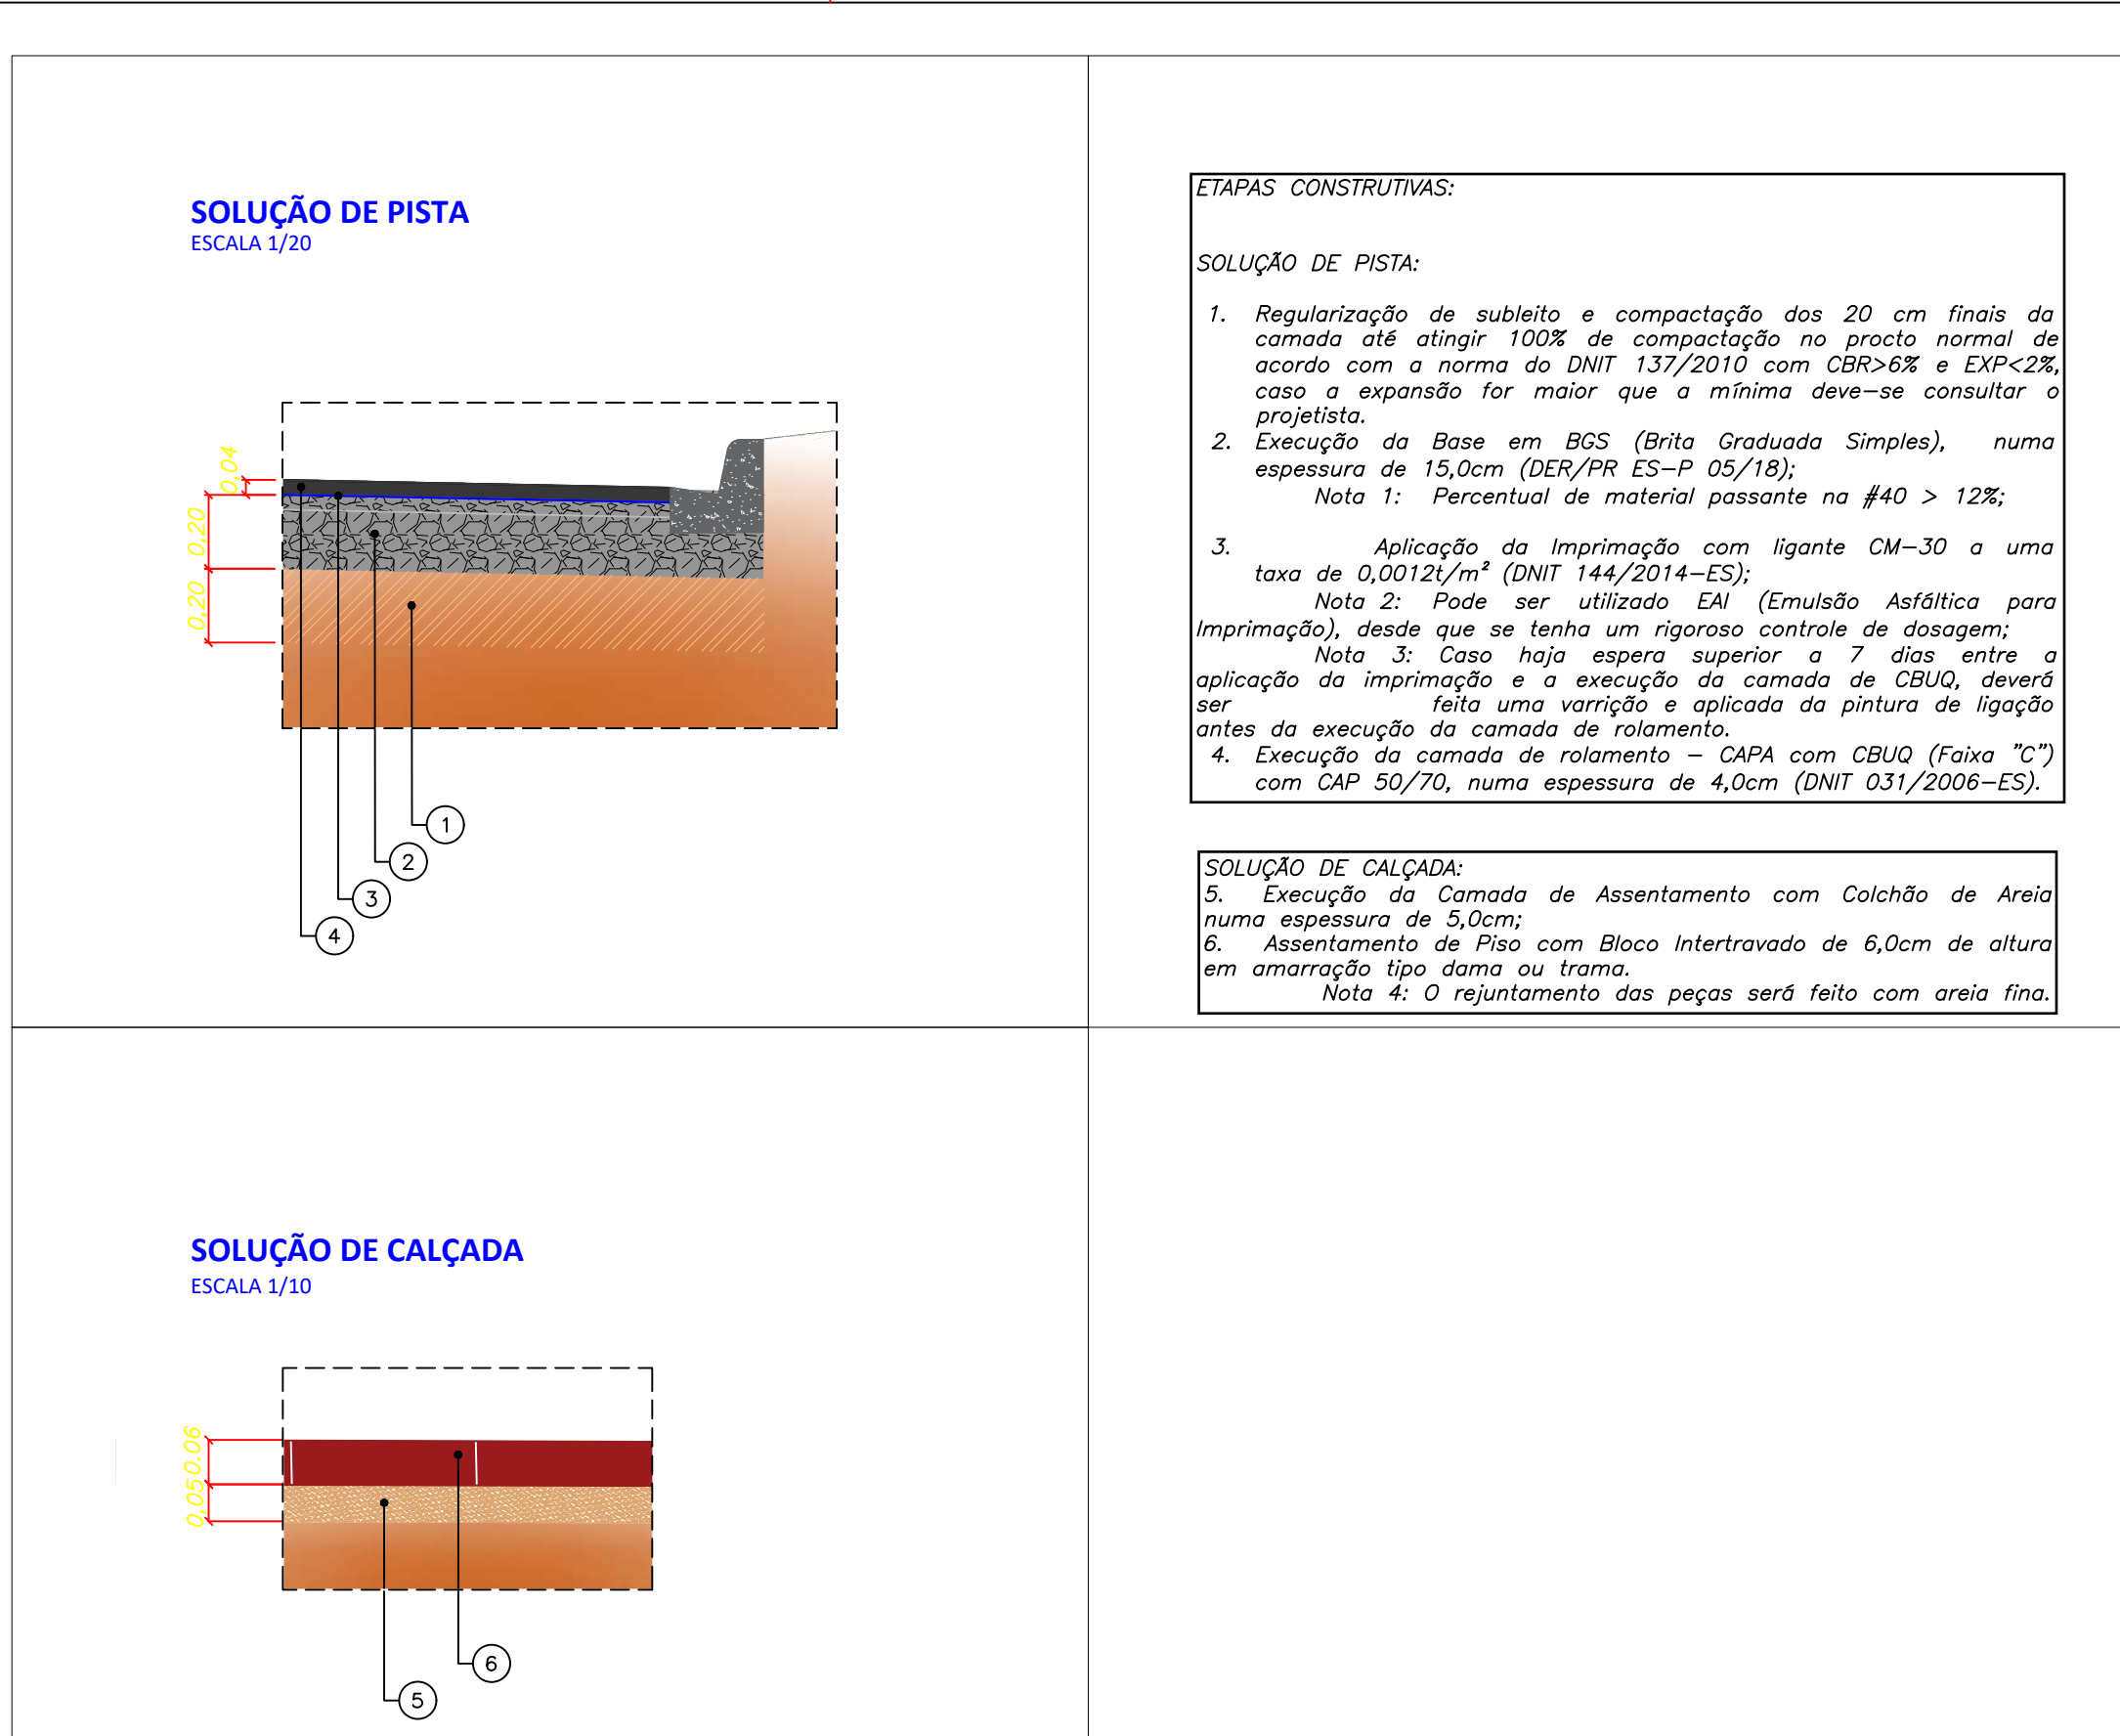 SOLUÇÃO DE PISTA
ESCALA 1/20
0,04
0,20
0,20
1
2
3
4
ETAPAS CONSTRUTIVAS:
SOLUÇÃO DE PISTA:
1. Regularização de subleito e compactação dos 20 cm finais da
camada até atingir 100% de compactação no procto normal de
acordo com a norma do DNIT 137/2010 com CBR>6% e EXP<2%,
caso a expansão for maior que a mínima deve-se consultar o
projetista.
2. Execução da Base em BGS (Brita Graduada Simples), numa
espessura de 15,0cm (DER/PR ES-P 05/18);
Nota 1: Percentual de material passante na #40 > 12%;
3. Aplicação da Imprimação com ligante CM-30 a uma
taxa de 0,0012t/m² (DNIT 144/2014-ES);
Nota 2: Pode ser utilizado EAI (Emulsão Asfáltica para
Imprimação), desde que se tenha um rigoroso controle de dosagem;
Nota 3: Caso haja espera superior a 7 dias entre a
aplicação da imprimação e a execução da camada de CBUQ, deverá
ser feita uma varrição e aplicada da pintura de ligação
antes da execução da camada de rolamento.
4. Execução da camada de rolamento - CAPA com CBUQ (Faixa "C")
com CAP 50/70, numa espessura de 4,0cm (DNIT 031/2006-ES).
SOLUÇÃO DE CALÇADA:
5. Execução da Camada de Assentamento com Colchão de Areia
numa espessura de 5,0cm;
6. Assentamento de Piso com Bloco Intertravado de 6,0cm de altura
em amarração tipo dama ou trama.
Nota 4: O rejuntamento das peças será feito com areia fina.
SOLUÇÃO DE CALÇADA
ESCALA 1/10
0.06
0,05
6
5